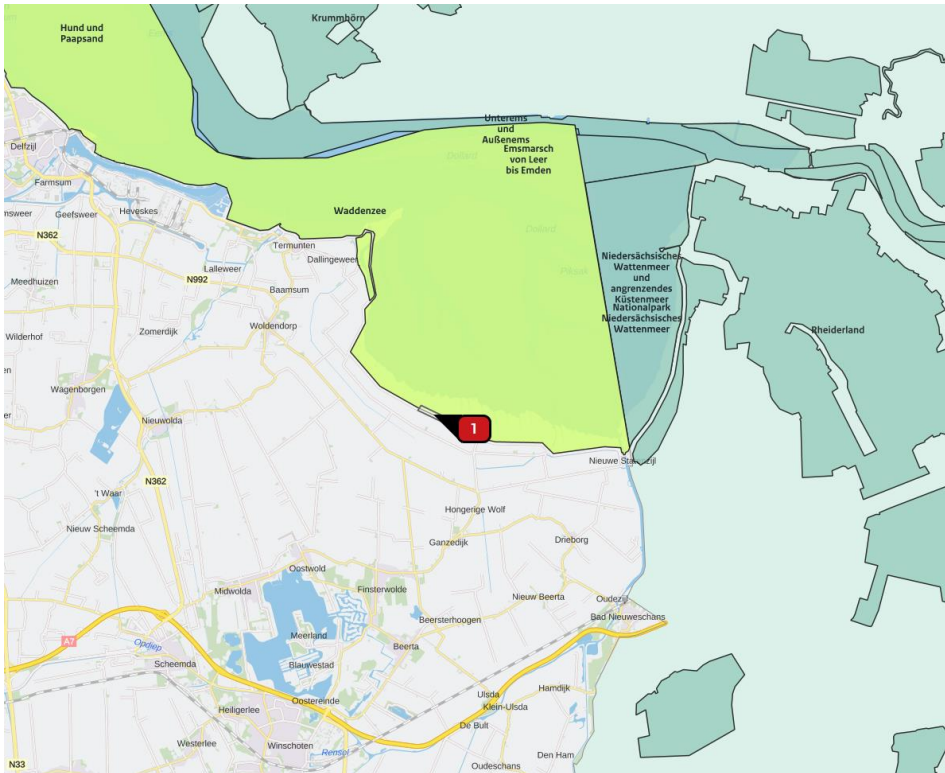 Krummhörn
Hund und
Paapsand
Unterems
und
Außenems
Emsmarsch
von Leer
bis Emden
Dollard
Delfzijl
Farmsum
Geefsweer
Heveskes
Waddenzee
N362
Termunten
Dallingeweer
Dollard
Lalleweer
N992
Baamsum
Meedhuizen
Niedersächsisches
Wattenmeer
und
angrenzendes
Küstenmeer
Nationalpark
Niedersächsisches
Wattenmeer
Rheiderland
Woldendorp
Zomerdijk
Wilderhof
Wagenborgen
Nieuwolda
1
Nieuwe Statenzijl
N362
't Waar
Hongerige Wolf
Nieuw Scheemda
Ganzedijk
Drieborg
Oostwold
Midwolda
Finsterwolde
Nieuw Beerta
Oudezijl
Bad Nieuweschans
Beersterhoogen
A7
Opdiep
Meerland
Beerta
Scheemda
Blauwestad
Ulsda
Hamdijk
Klein-Ulsda
Oostereinde
Heiligerlee
De Bult
Westerlee
Winschoten
Rensel
Den Ham
N33
Oudeschans